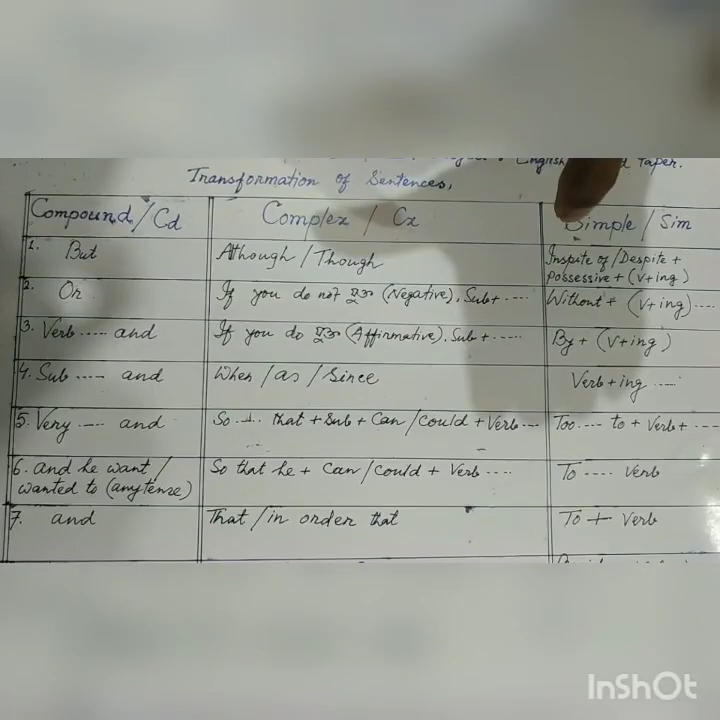 English Paper.
Transformation of Sentences,
Compound/Cd Complex / Cx Simple / Sim
1. But Although / Though Inspite of/Despite + Possessive + (v+ing)
2. Or If you do not যুক্ত (Negative), Sub+ .... Without + (v+ing)....
3. Verb ..... and If you do যুক্ত (Affirmative), Sub+ ..... By + (v+ing)
4. Sub .... and When / as / Since Verb+ing ....
5. Very ... and So ... that + Sub + Can /could + Verb ... Too.... to + Verb + ....
6. and he want / wanted to (any tense) So that he + Can / could + Verb .... To .... Verb
7. and That / in order that To + Verb
InShOt